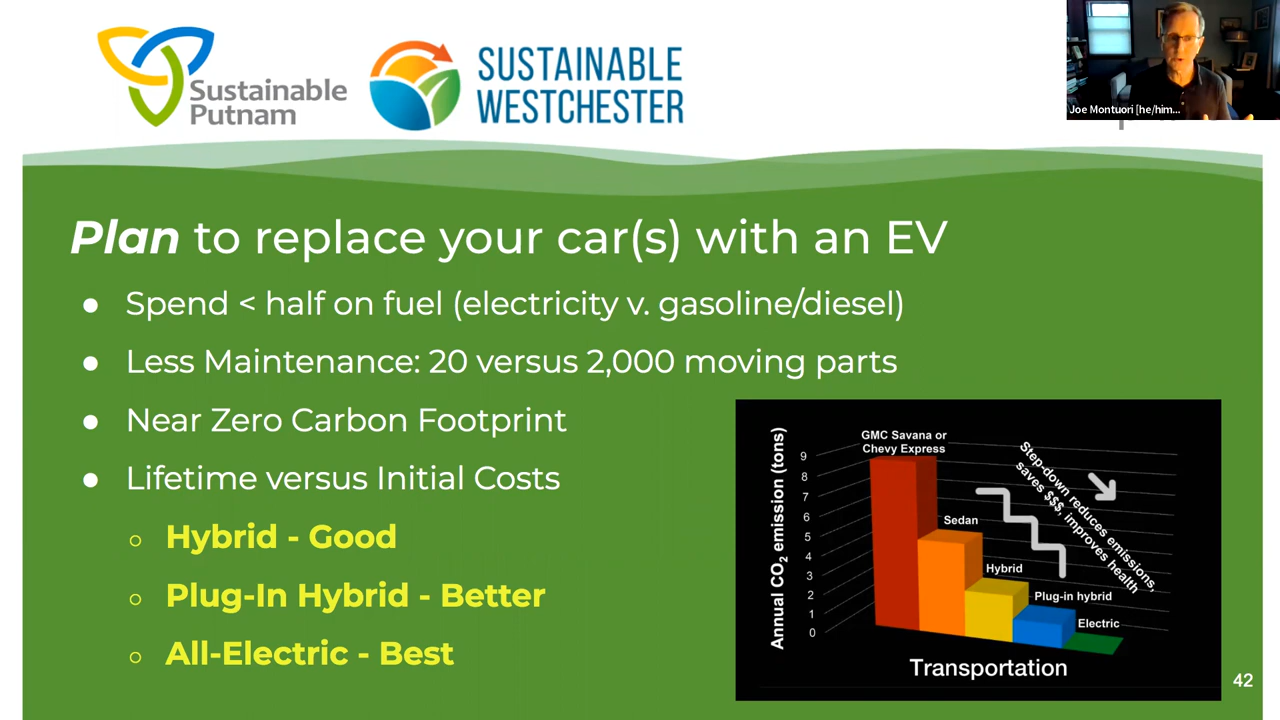 Sustainable
Putnam
SUSTAINABLE
WESTCHESTER
Joe Montuori [he/him...
Plan to replace your car(s) with an EV
● Spend < half on fuel (electricity v. gasoline/diesel)
● Less Maintenance: 20 versus 2,000 moving parts
● Near Zero Carbon Footprint
● Lifetime versus Initial Costs
○ Hybrid - Good
○ Plug-In Hybrid - Better
○ All-Electric - Best
Annual CO₂ emission (tons)
9
8
7
6
5
4
3
2
1
0
GMC Savana or
Chevy Express
Sedan
Hybrid
Plug-in hybrid
Electric
Step-down reduces emissions,
saves $$$, improves health
Transportation
42